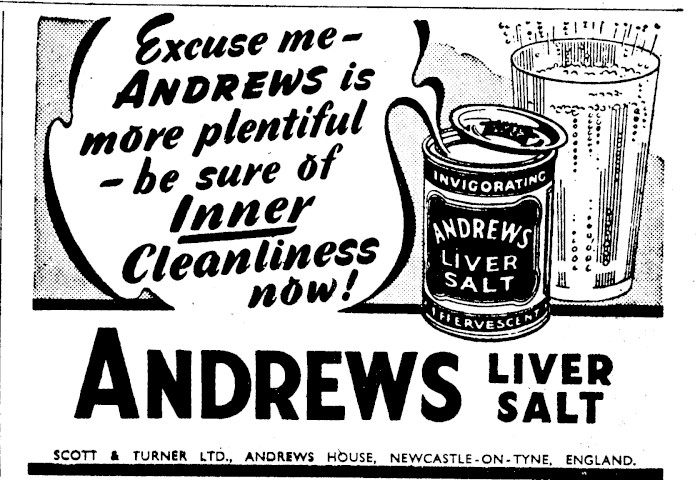 Excuse me -
ANDREWS is
more plentiful
- be sure of
Inner
Cleanliness
now!
INVIGORATING
ANDREWS
LIVER
SALT
EFFERVESCENT
ANDREWS LIVER
SALT
SCOTT & TURNER LTD., ANDREWS HOUSE, NEWCASTLE-ON-TYNE, ENGLAND.